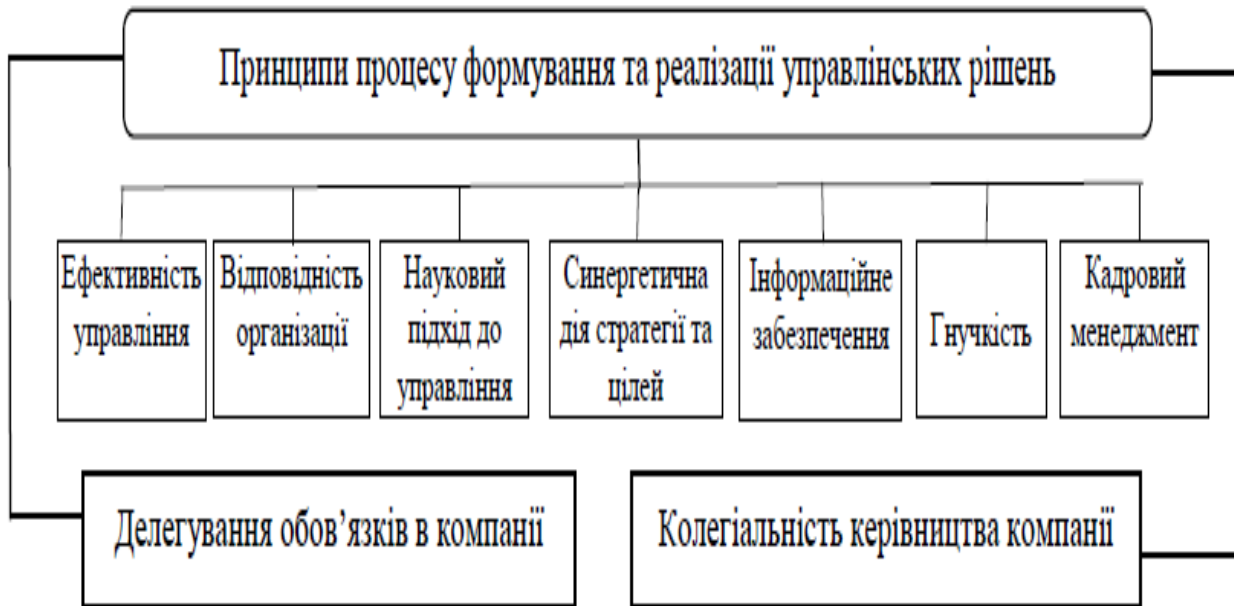 Принципи процесу формування та реалізації управлінських рішень
Ефективність
управління
Відповідність
організації
Науковий
підхід до
управління
Синергетична
дія стратегії та
цілей
Інформаційне
забезпечення
Гнучкість
Кадровий
менеджмент
Делегування обов’язків в компанії
Колегіальність керівництва компанії